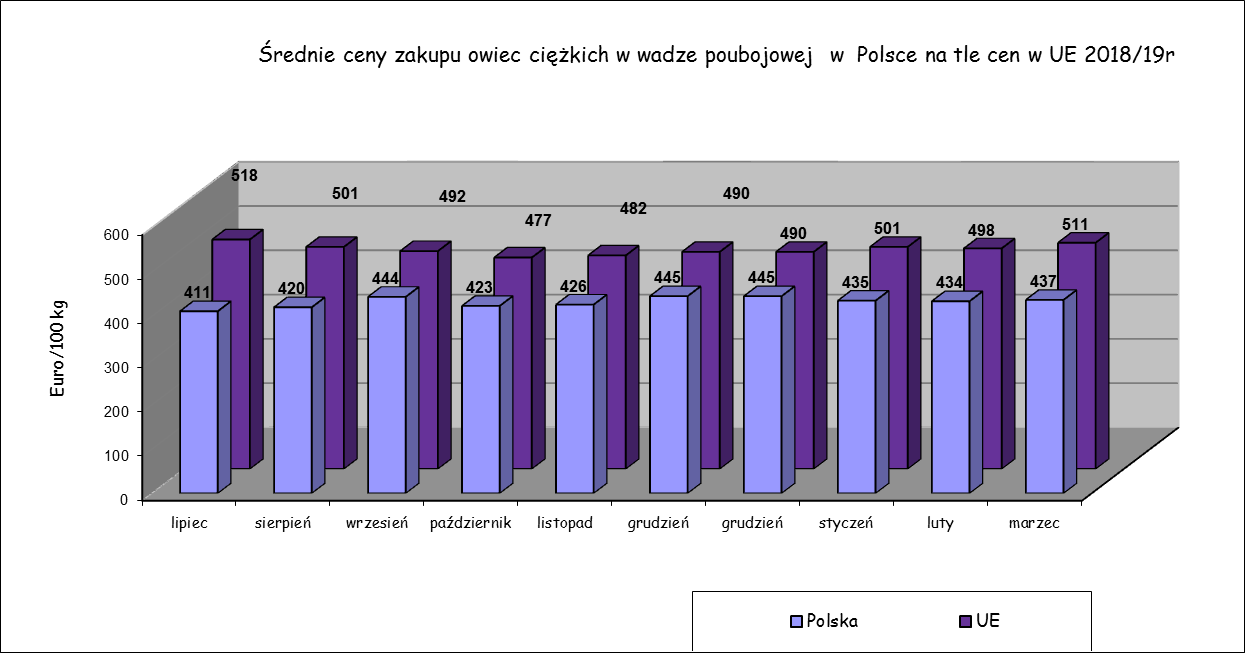 Średnie ceny zakupu owiec ciężkich w wadze poubojowej w Polsce na tle cen w UE 2018/19r
518 501 492 477 482 490 490 501 498 511
411 420 444 423 426 445 445 435 434 437
Euro/100 kg
600
500
400
300
200
100
0
lipiec sierpień wrzesień październik listopad grudzień grudzień styczeń luty marzec
Polska UE